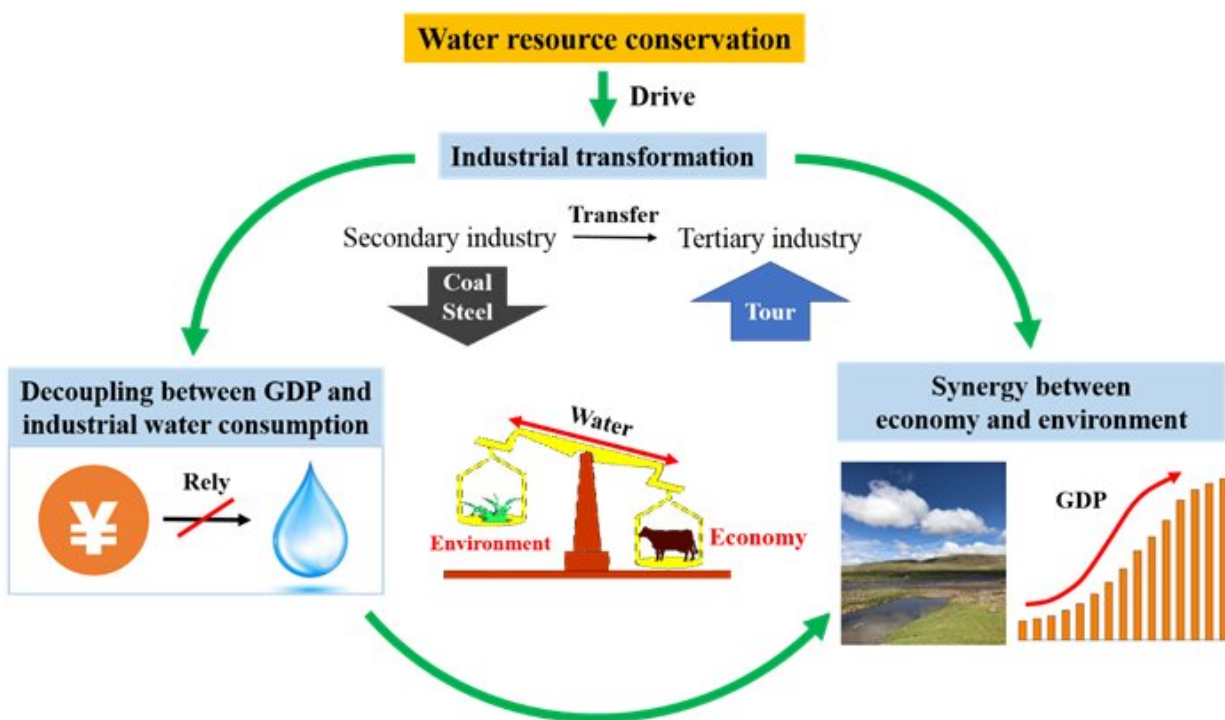 Water resource conservation
Drive
Industrial transformation
Transfer
Secondary industry
Tertiary industry
Coal
Steel
Tour
Decoupling between GDP and
industrial water consumption
Rely
¥
Water
Environment
Economy
Synergy between
economy and environment
GDP